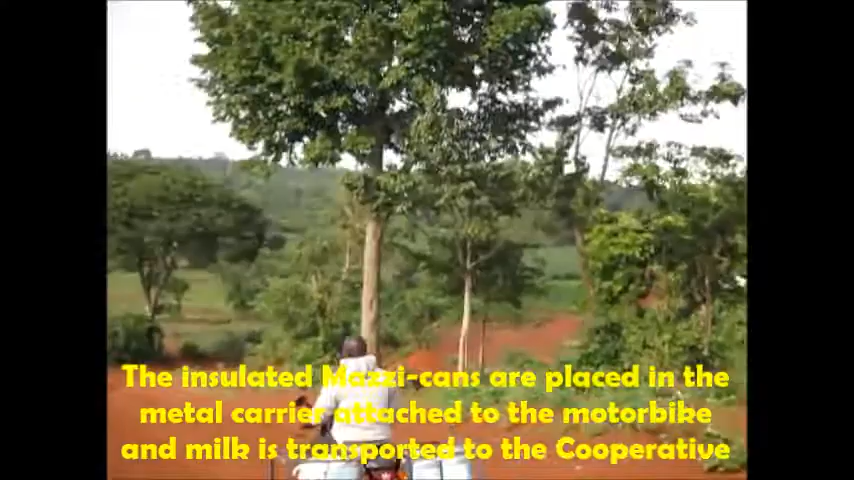 The insulated Mazzi-cans are placed in the
metal carrier attached to the motorbike
and milk is transported to the Cooperative